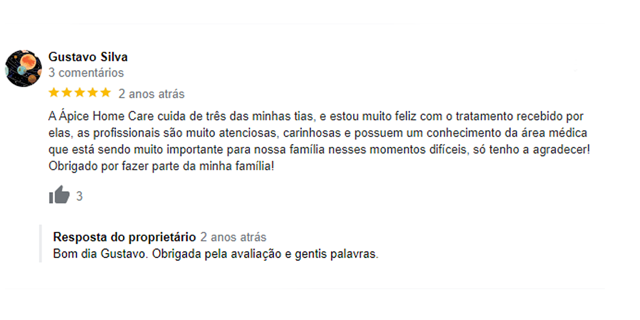 Gustavo Silva
3 comentários
2 anos atrás
A Ápice Home Care cuida de três das minhas tias, e estou muito feliz com o tratamento recebido por
elas, as profissionais são muito atenciosas, carinhosas e possuem um conhecimento da área médica
que está sendo muito importante para nossa família nesses momentos difíceis, só tenho a agradecer!
Obrigado por fazer parte da minha família!
3
Resposta do proprietário 2 anos atrás
Bom dia Gustavo. Obrigada pela avaliação e gentis palavras.